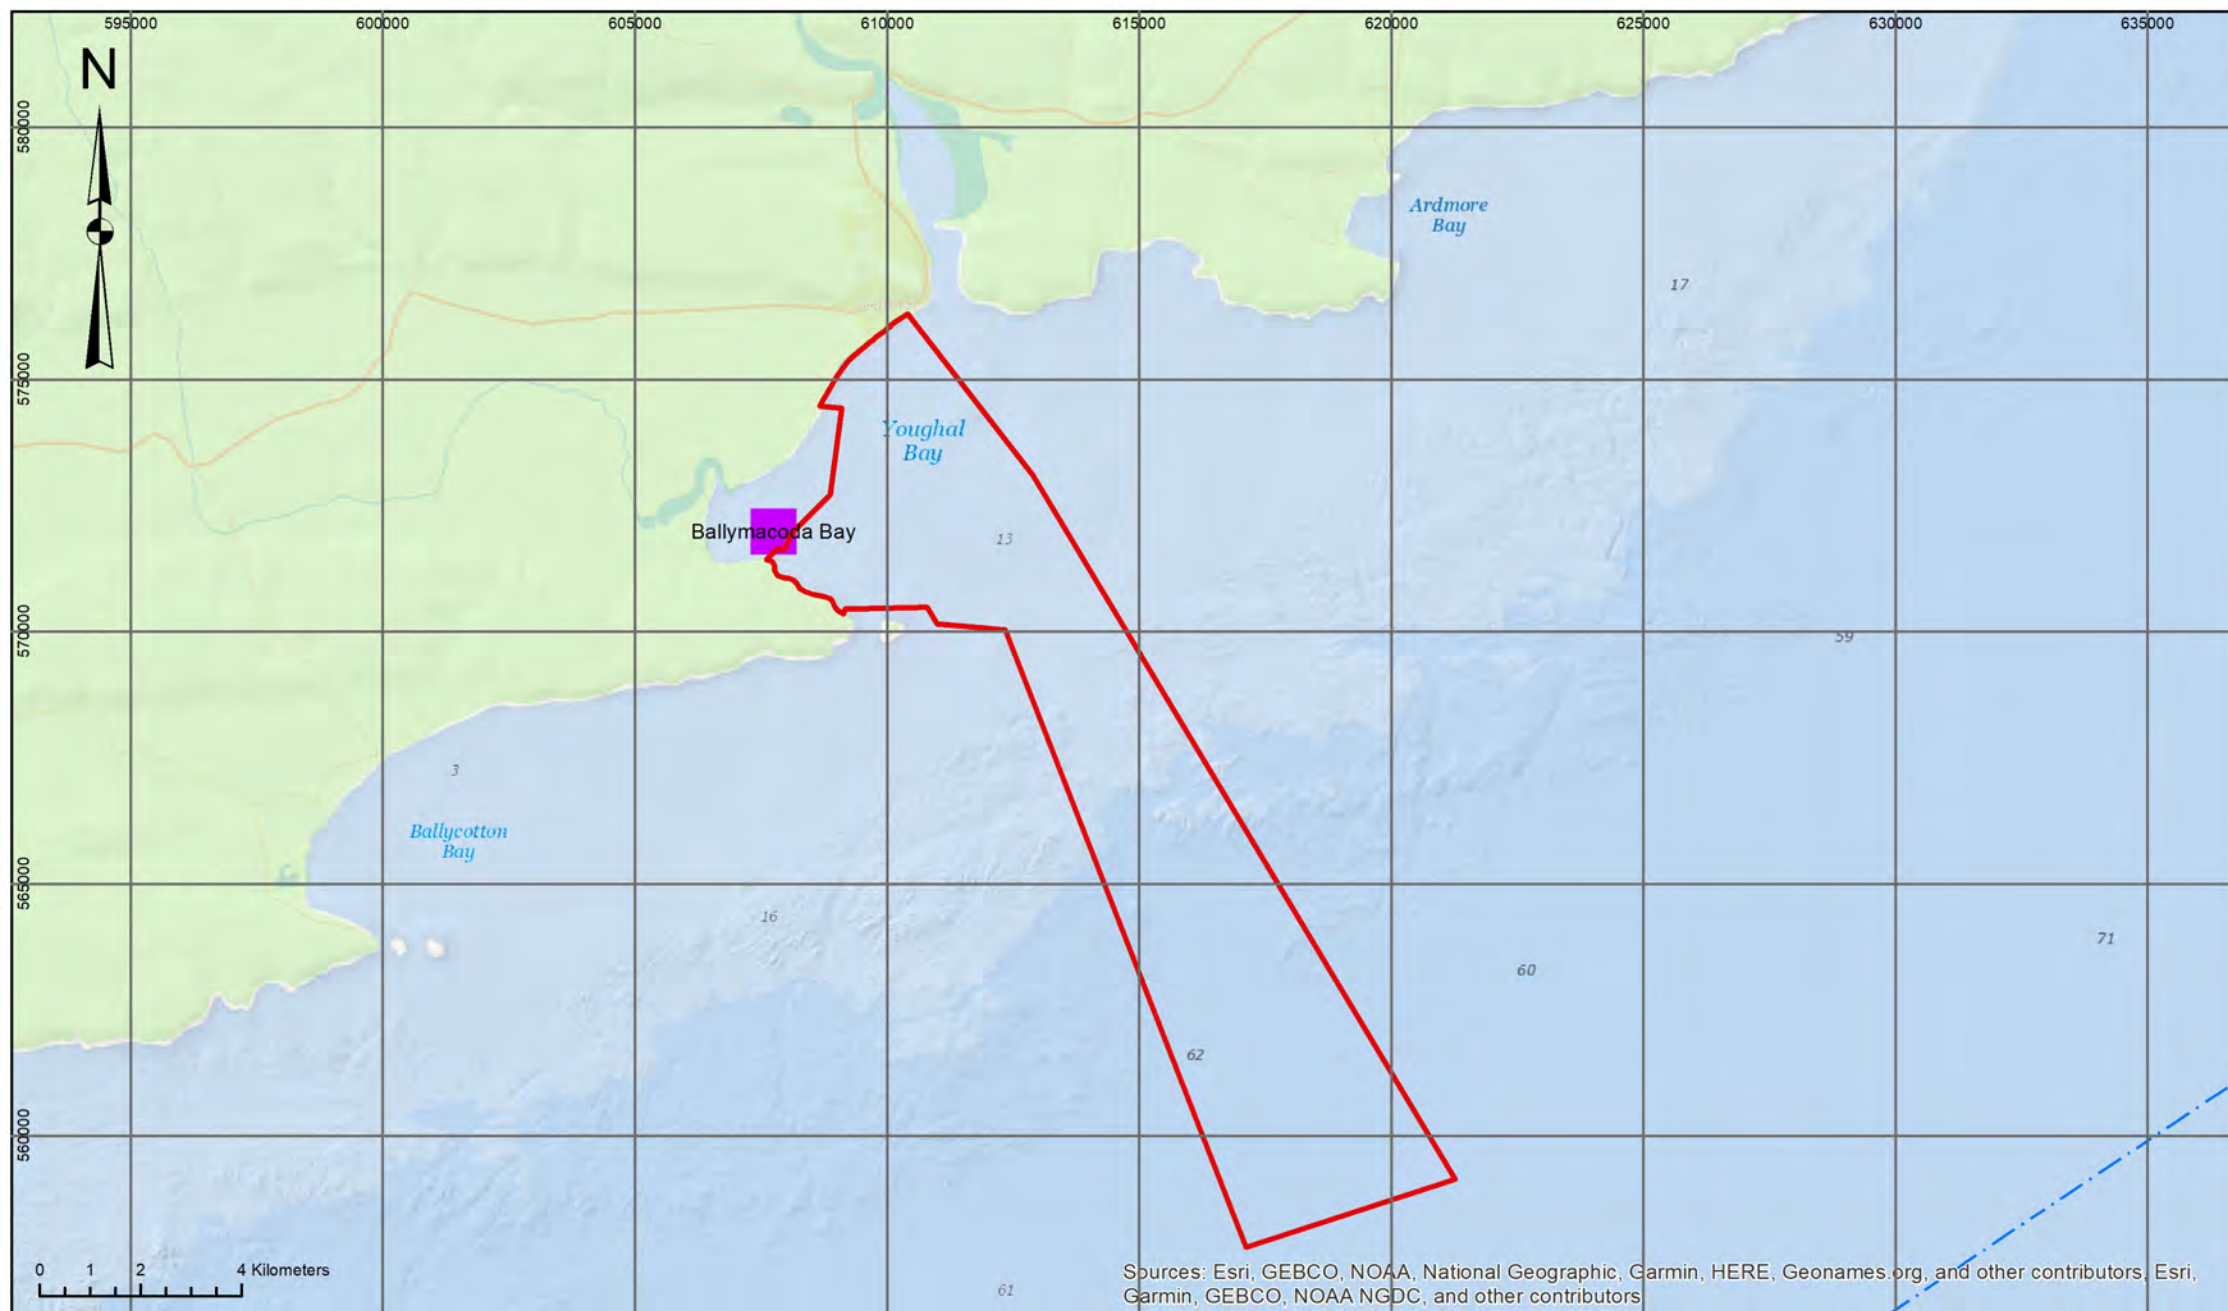 595000
600000
605000
610000
615000
620000
625000
630000
635000
N
580000
575000
570000
565000
560000
Ardmore
Bay
17
Youghal
Bay
Ballymacoda Bay
13
59
3
Ballycotton
Bay
16
71
60
62
61
0 1 2 4 Kilometers
Sources: Esri, GEBCO, NOAA, National Geographic, Garmin, HERE, Geonames.org, and other contributors, Esri,
Garmin, GEBCO, NOAA NGDC, and other contributors